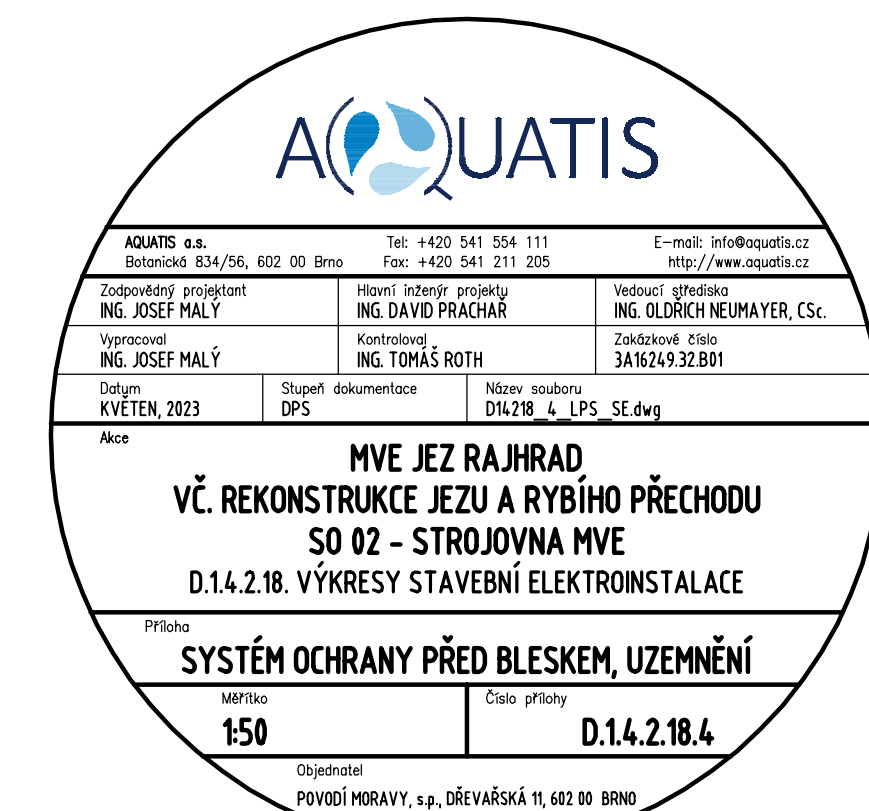 AQUATIS
AQUATIS a.s. Tel: +420 541 554 111 E-mail: info@aquatis.cz
Botanická 834/56, 602 00 Brno Fax: +420 541 211 205 http://www.aquatis.cz
Zodpovědný projektant Hlavní inženýr projektu Vedoucí střediska
ING. JOSEF MALÝ ING. DAVID PRACHAŘ ING. OLDŘICH NEUMAYER, CSc.
Vypracoval Kontroloval Zakázkové číslo
ING. JOSEF MALÝ ING. TOMÁŠ ROTH 3A16249.32.B01
Datum Stupeň dokumentace Název souboru
KVĚTEN, 2023 DPS D14218_4_LPS_SE.dwg
Akce
MVE JEZ RAJHRAD
VČ. REKONSTRUKCE JEZU A RYBÍHO PŘECHODU
SO 02 - STROJOVNA MVE
D.1.4.2.18. VÝKRESY STAVEBNÍ ELEKTROINSTALACE
Příloha
SYSTÉM OCHRANY PŘED BLESKEM, UZEMNĚNÍ
Měřítko Číslo přílohy
1:50 D.1.4.2.18.4
Objednatel
POVODÍ MORAVY, s.p., DŘEVAŘSKÁ 11, 602 00 BRNO